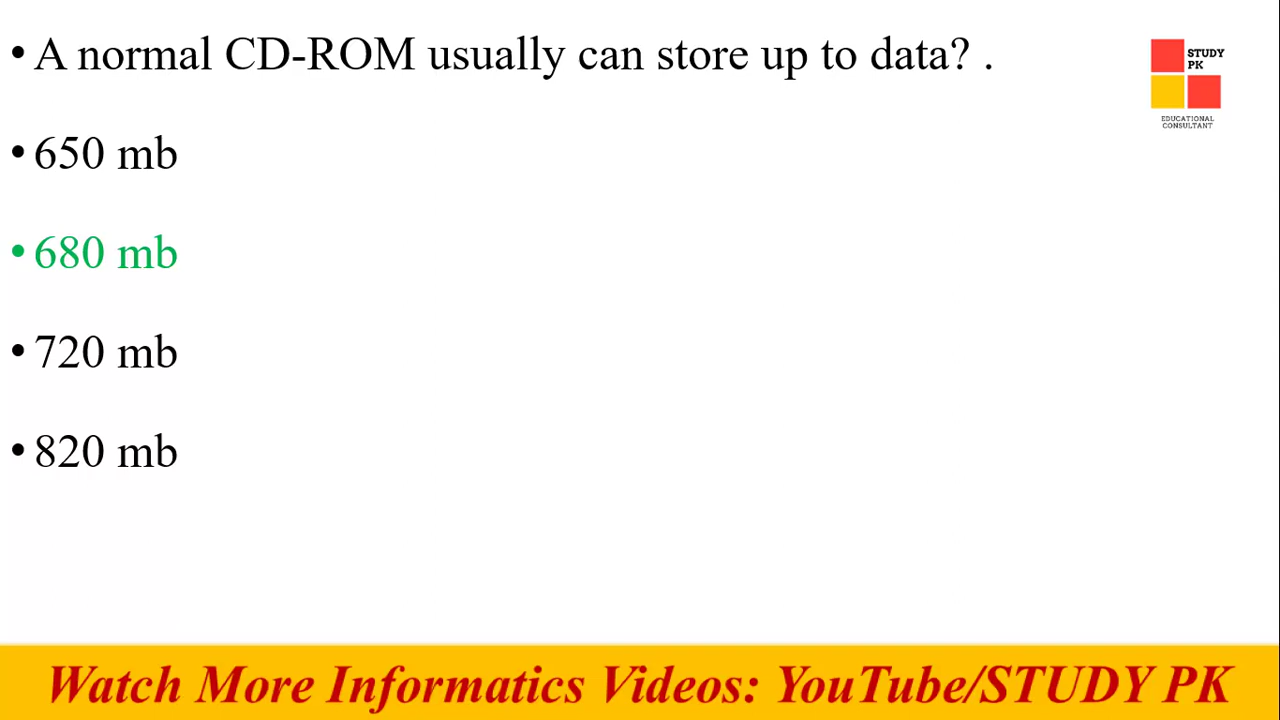 • A normal CD-ROM usually can store up to data? .
STUDY
PK
EDUCATIONAL
CONSULTANT
• 650 mb
• 680 mb
• 720 mb
• 820 mb
Watch More Informatics Videos: YouTube/STUDY PK